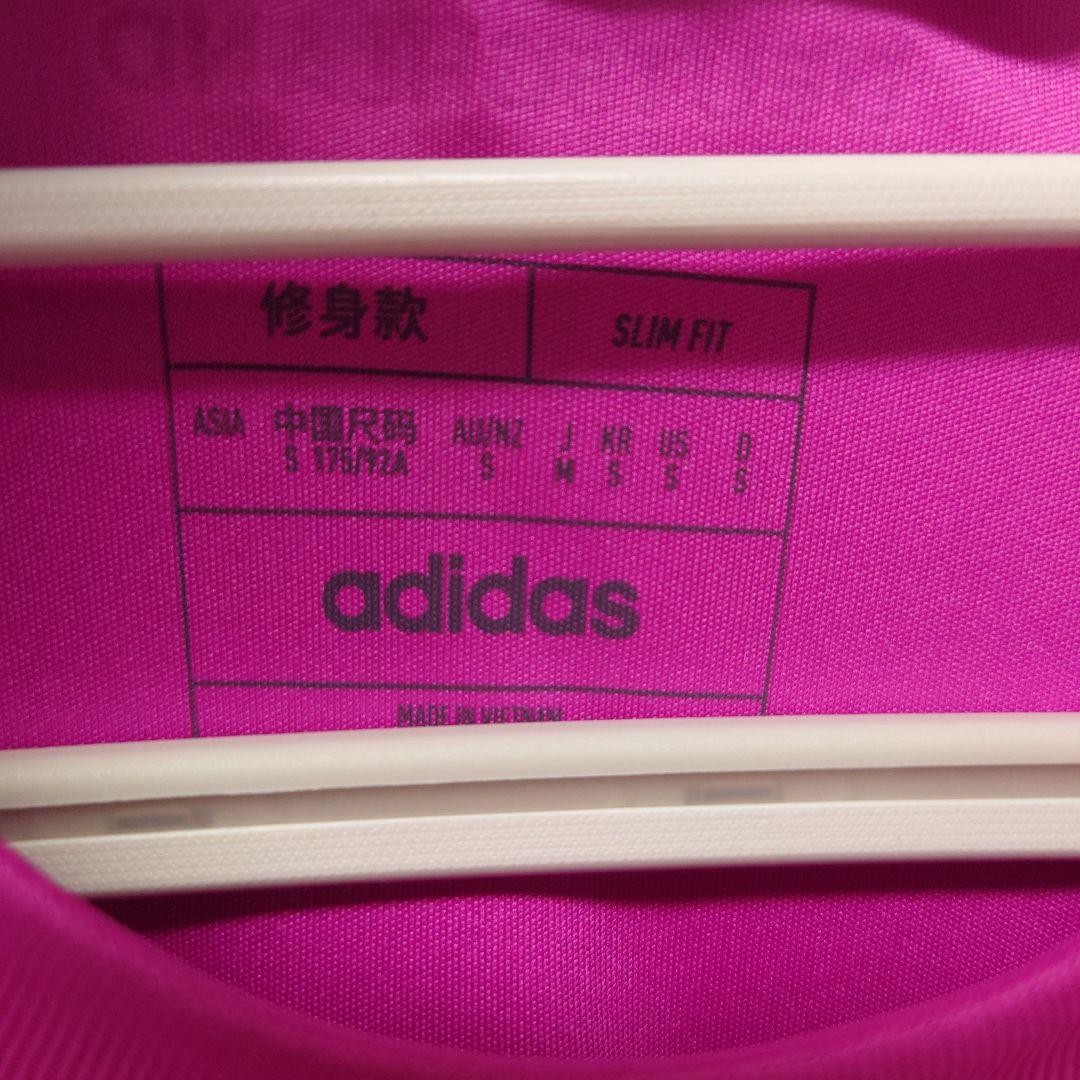 修身款 SLIM FIT
ASIA 中国尺码 AU/NZ J KR US D
S 175/92A S M S S S
adidas
MADE IN VIETNAM